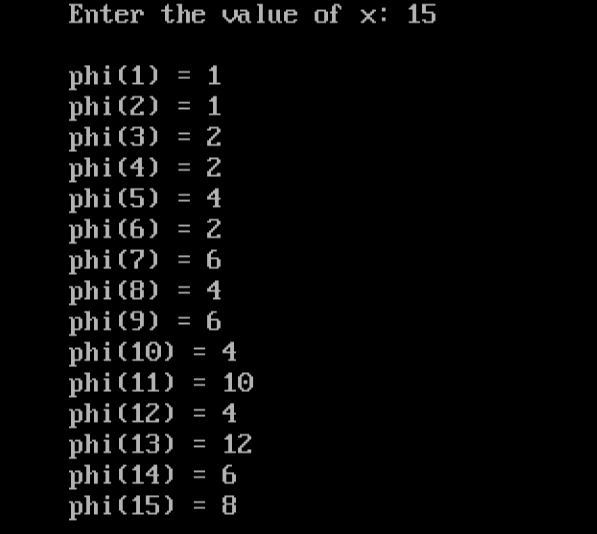 Enter the value of x: 15
phi(1) = 1
phi(2) = 1
phi(3) = 2
phi(4) = 2
phi(5) = 4
phi(6) = 2
phi(7) = 6
phi(8) = 4
phi(9) = 6
phi(10) = 4
phi(11) = 10
phi(12) = 4
phi(13) = 12
phi(14) = 6
phi(15) = 8